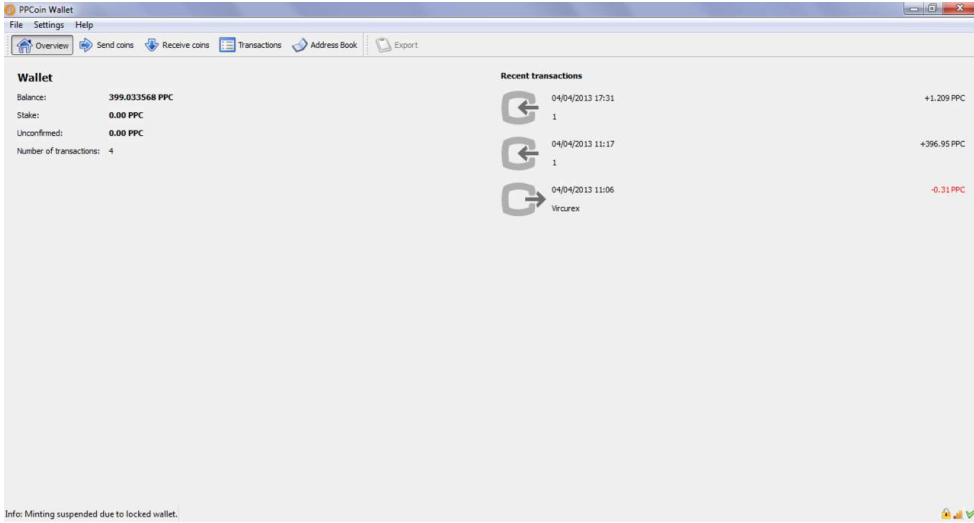 PPCoin Wallet
File Settings Help
Overview Send coins Receive coins Transactions Address Book Export
Wallet
Balance: 399.033568 PPC
Stake: 0.00 PPC
Unconfirmed: 0.00 PPC
Number of transactions: 4
Recent transactions
04/04/2013 17:31 +1.209 PPC
1
04/04/2013 11:17 +396.95 PPC
1
04/04/2013 11:06 -0.31 PPC
Vircurex
Info: Minting suspended due to locked wallet.